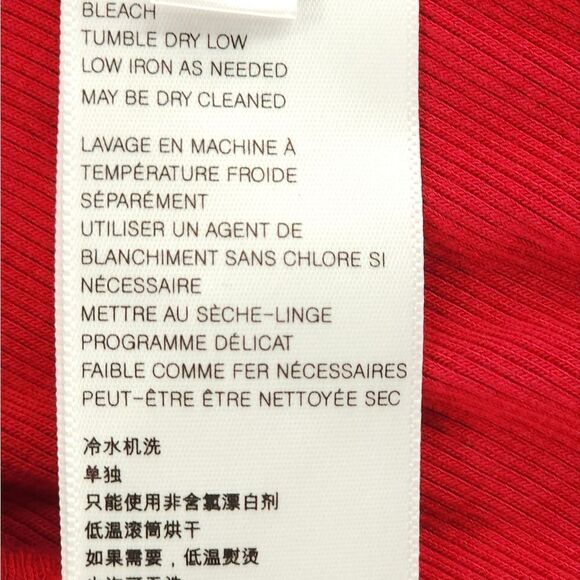 BLEACH
TUMBLE DRY LOW
LOW IRON AS NEEDED
MAY BE DRY CLEANED
LAVAGE EN MACHINE À
TEMPÉRATURE FROIDE
SÉPARÉMENT
UTILISER UN AGENT DE
BLANCHIMENT SANS CHLORE SI
NÉCESSAIRE
METTRE AU SÈCHE-LINGE
PROGRAMME DÉLICAT
FAIBLE COMME FER NÉCESSAIRES
PEUT-ÊTRE ÊTRE NETTOYÉE SEC
冷水机洗
单独
只能使用非含氯漂白剂
低温滚筒烘干
如果需要，低温熨烫